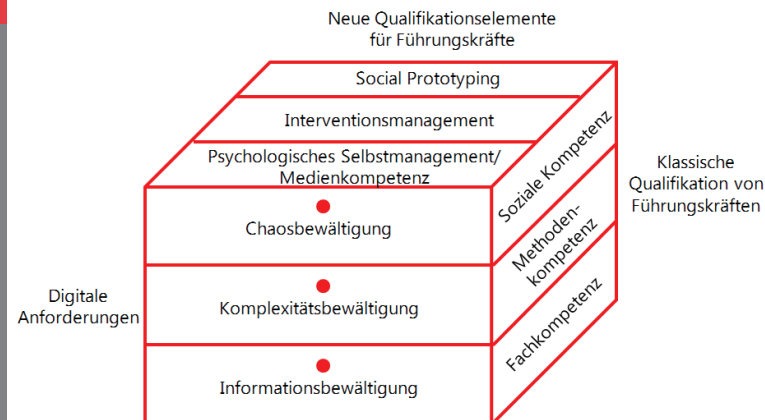 Neue Qualifikationselemente
für Führungskräfte
Social Prototyping
Interventionsmanagement
Psychologisches Selbstmanagement/
Medienkompetenz
Chaosbewältigung
Komplexitätsbewältigung
Informationsbewältigung
Digitale
Anforderungen
Soziale Kompetenz
Methoden-
kompetenz
Fachkompetenz
Klassische
Qualifikation von
Führungskräften